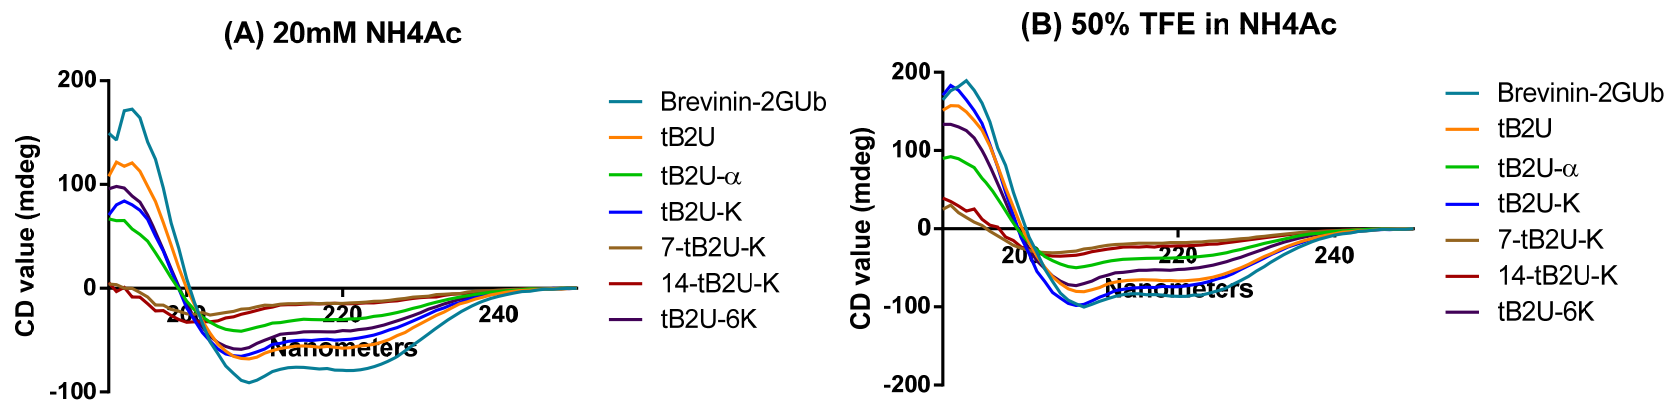 (A) 20mM NH4Ac
CD value (mdeg)
200
100
0
-100
200
220
240
Nanometers
Brevinin-2GUb
tB2U
tB2U-α
tB2U-K
7-tB2U-K
14-tB2U-K
tB2U-6K
(B) 50% TFE in NH4Ac
CD value (mdeg)
200
100
0
-100
-200
200
220
240
Nanometers
Brevinin-2GUb
tB2U
tB2U-α
tB2U-K
7-tB2U-K
14-tB2U-K
tB2U-6K